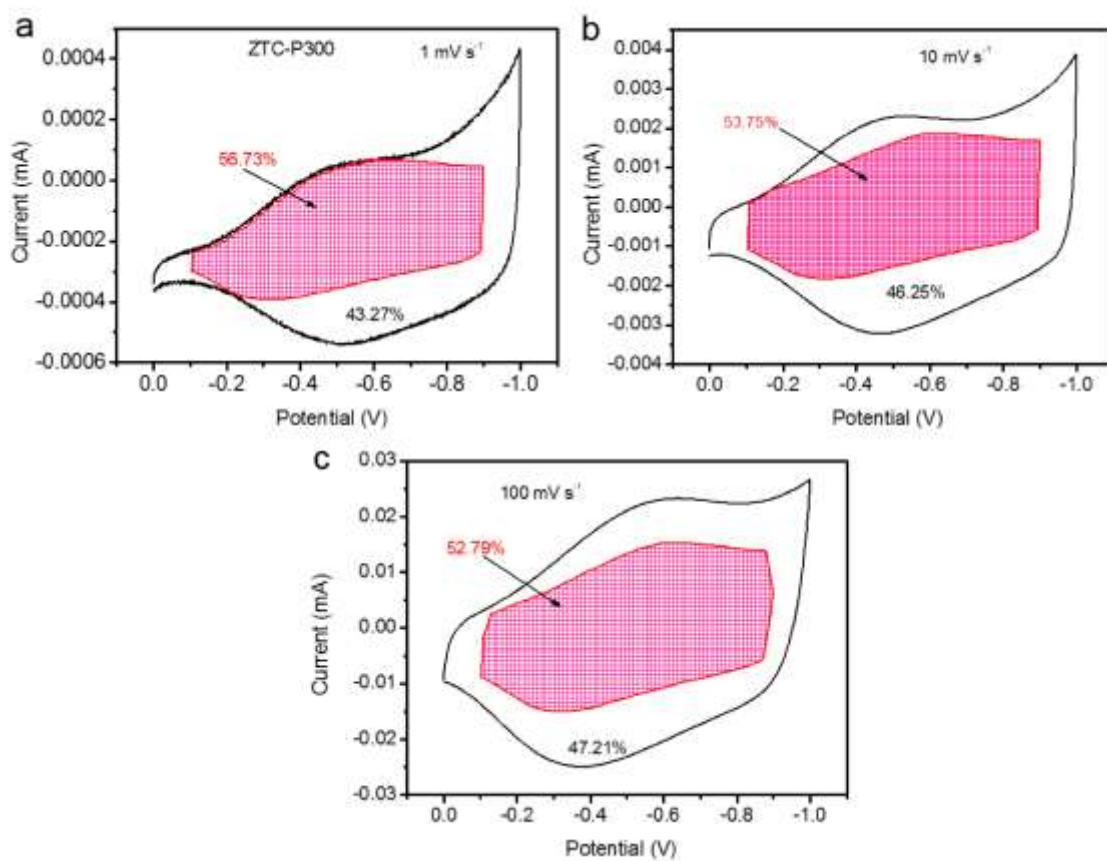 a
ZTC-P300
1 mV s⁻¹
0.0004
0.0002
0.0000
-0.0002
-0.0004
-0.0006
Current (mA)
56.73%
43.27%
0.0 -0.2 -0.4 -0.6 -0.8 -1.0
Potential (V)
b
10 mV s⁻¹
0.004
0.003
0.002
0.001
0.000
-0.001
-0.002
-0.003
-0.004
Current (mA)
53.75%
46.25%
0.0 -0.2 -0.4 -0.6 -0.8 -1.0
Potential (V)
c
100 mV s⁻¹
0.03
0.02
0.01
0.00
-0.01
-0.02
-0.03
Current (mA)
52.79%
47.21%
0.0 -0.2 -0.4 -0.6 -0.8 -1.0
Potential (V)